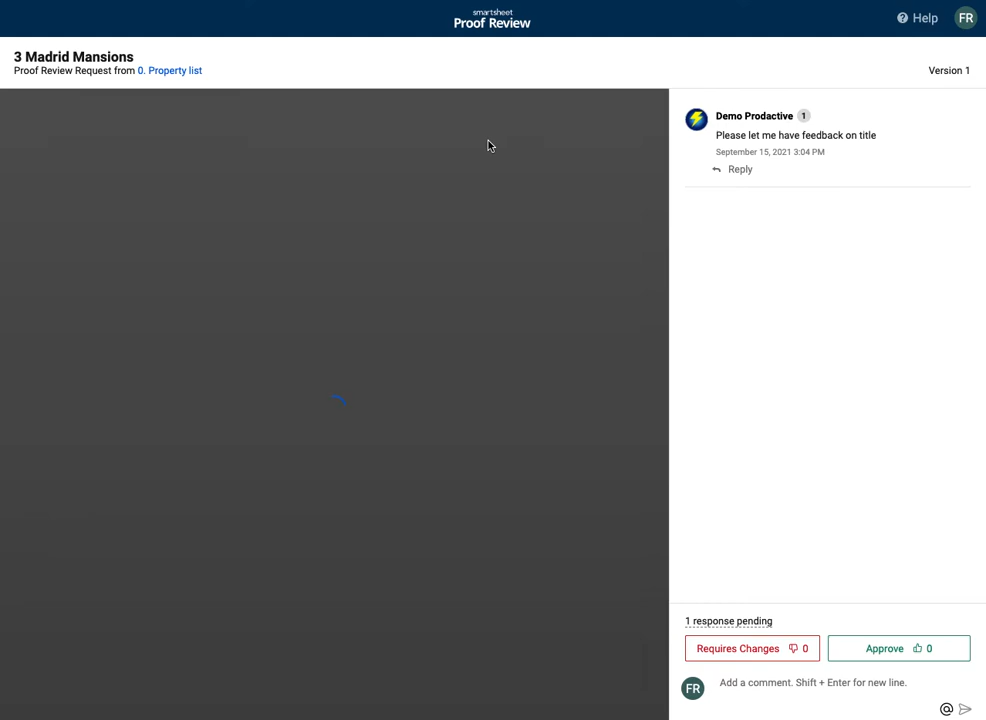 smartsheet
Proof Review
Help
FR
3 Madrid Mansions
Proof Review Request from 0. Property list
Version 1
Demo Prodactive 1
Please let me have feedback on title
September 15, 2021 3:04 PM
Reply
1 response pending
Requires Changes 0
Approve 0
FR
Add a comment. Shift + Enter for new line.
@